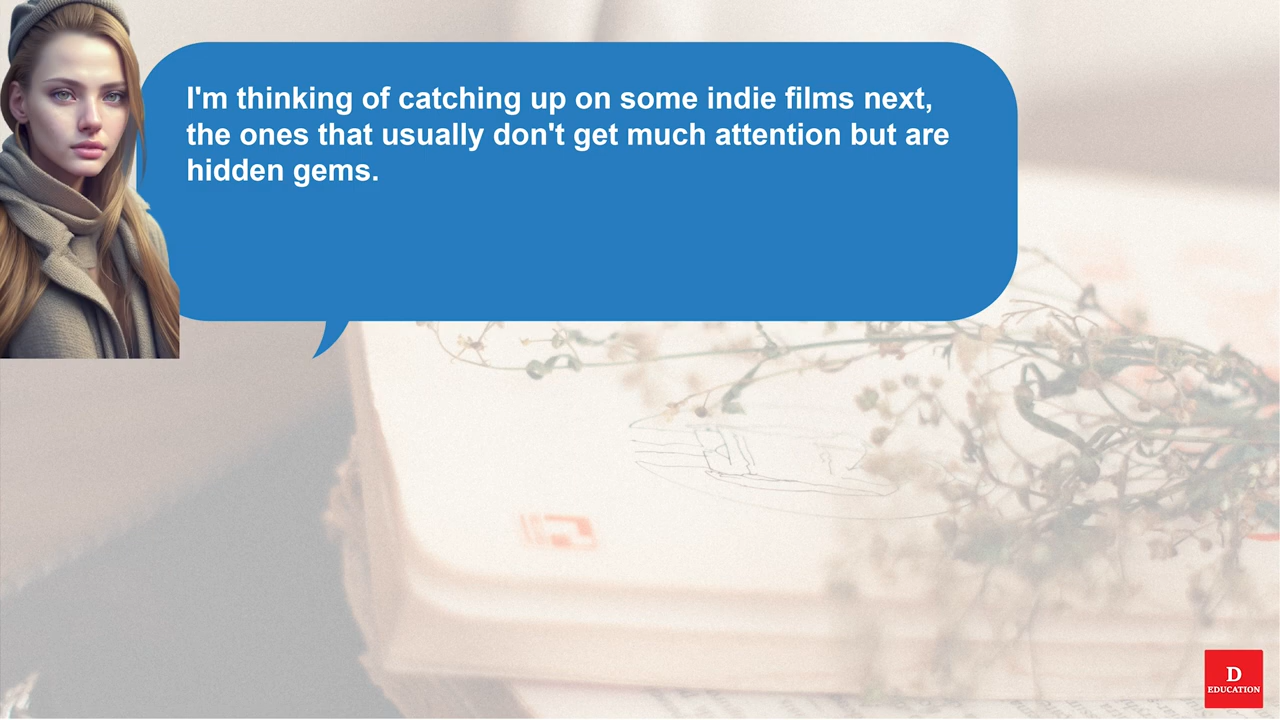 I'm thinking of catching up on some indie films next,
the ones that usually don't get much attention but are
hidden gems.
D
EDUCATION